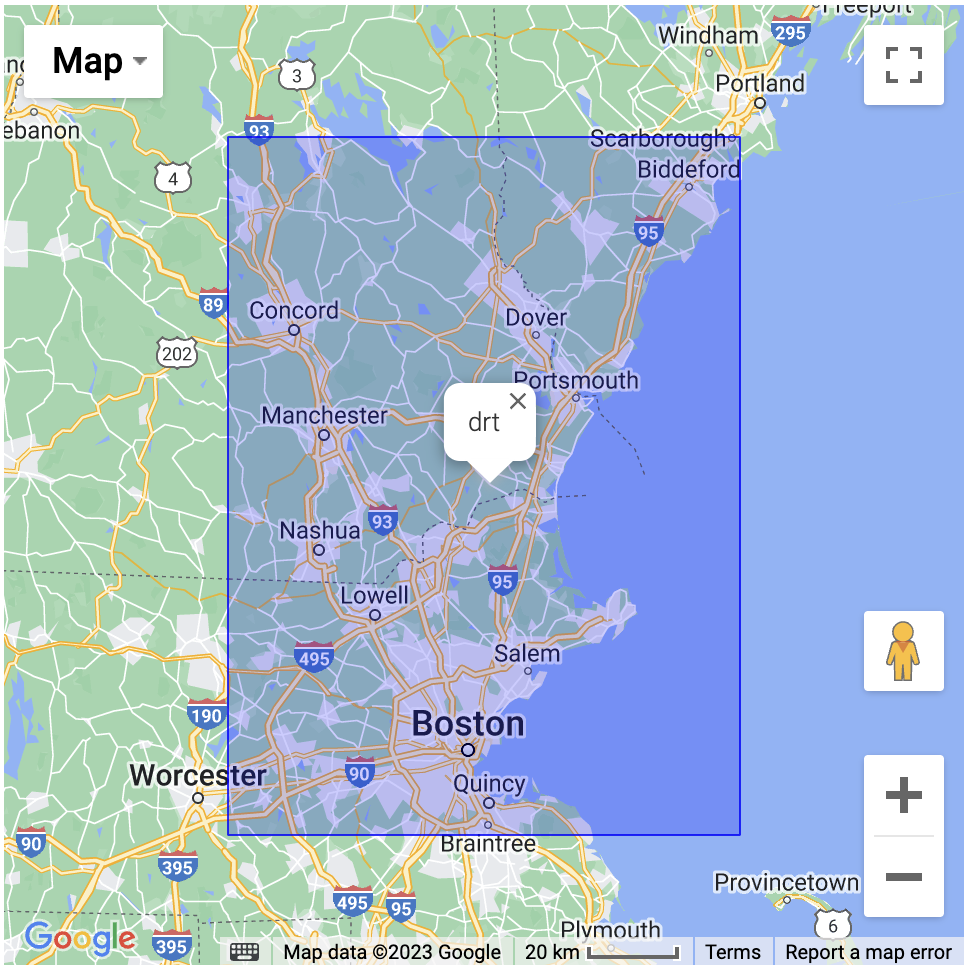 Freeport
Windham
295
Map
3
Portland
ebanon
93
Scarborough
Biddeford
4
95
89
Concord
Dover
202
Portsmouth
Manchester
drt
93
Nashua
95
Lowell
495
Salem
190
Boston
Worcester
90
Quincy
90
Braintree
395
Provincetown
495
95
6
Plymouth
Google
395
Map data ©2023 Google
20 km
Terms
Report a map error